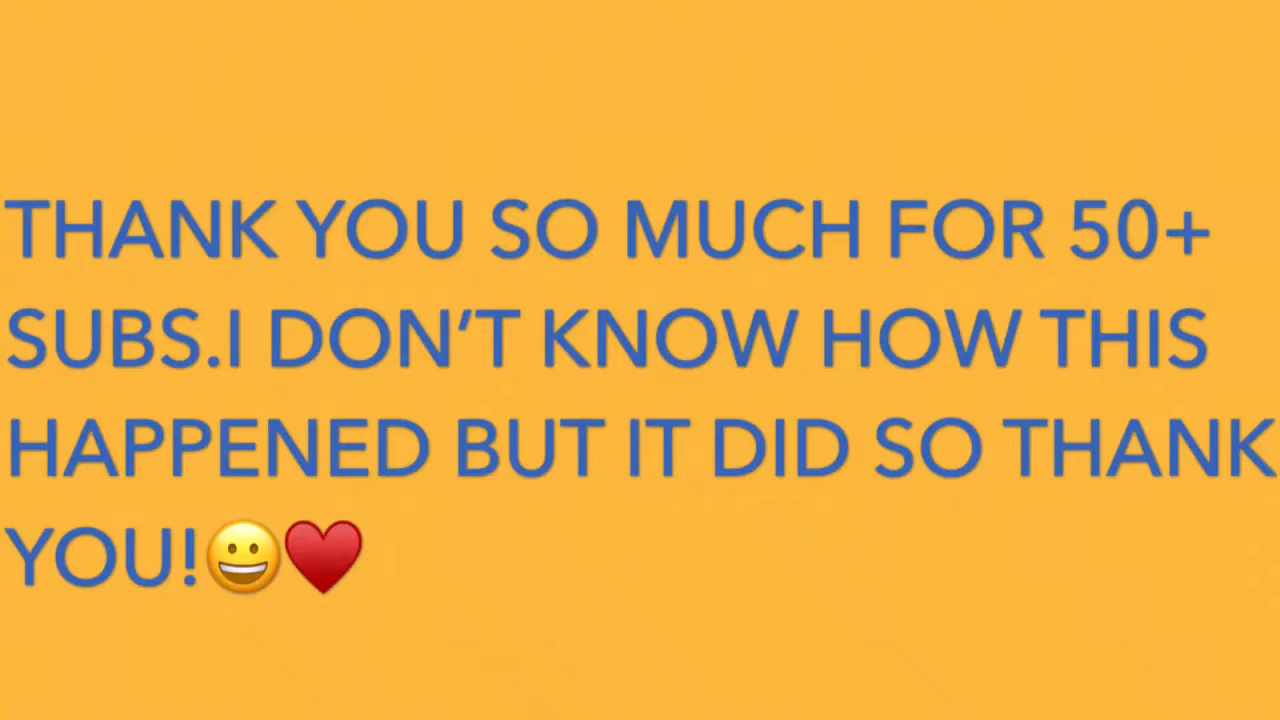 THANK YOU SO MUCH FOR 50+
SUBS.I DON’T KNOW HOW THIS
HAPPENED BUT IT DID SO THANK
YOU!😀♥️